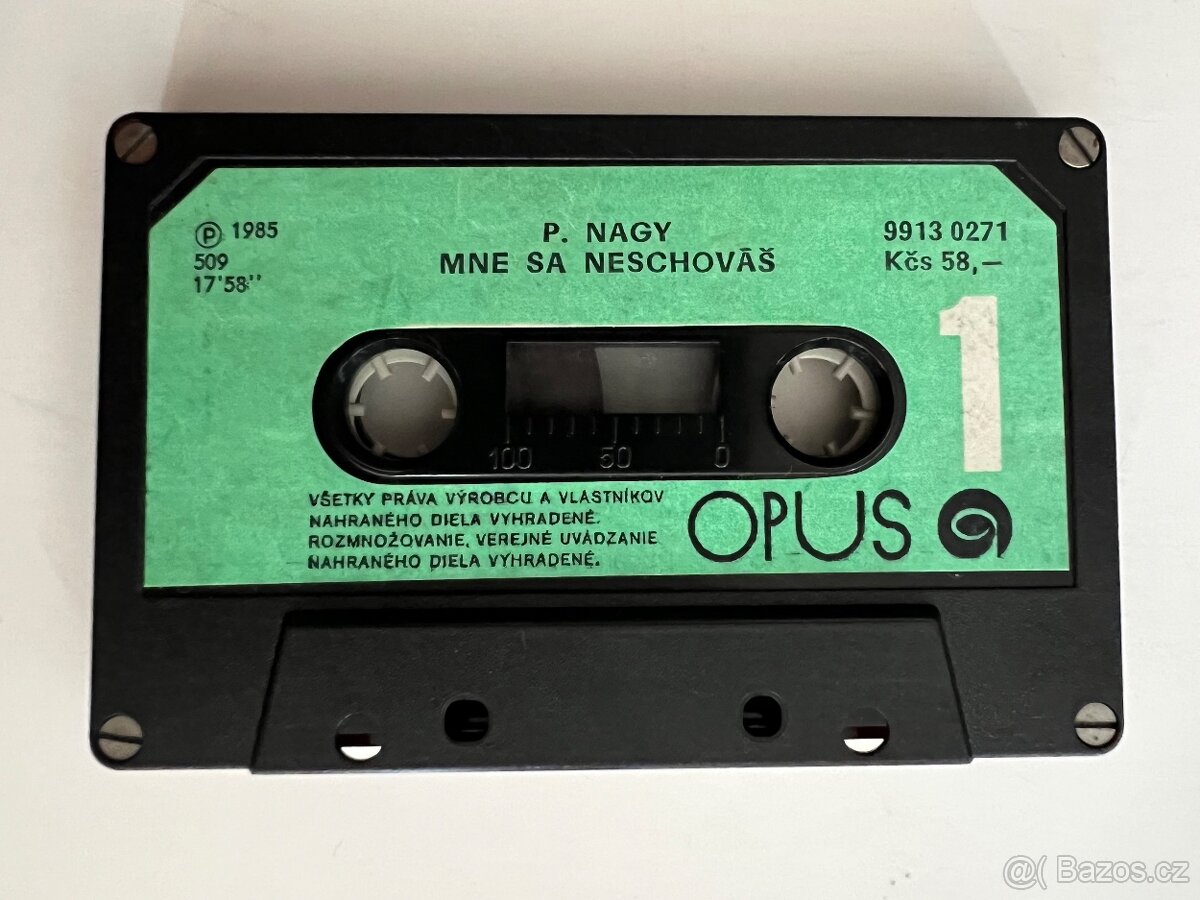 Ⓟ 1985
509
17'58''
P. NAGY
MNE SA NESCHOVÁŠ
9913 0271
Kčs 58,—
1
100 50 0
VŠETKY PRÁVA VÝROBCU A VLASTNÍKOV
NAHRANÉHO DIELA VYHRADENÉ.
ROZMNOŽOVANIE, VEREJNÉ UVÁDZANIE
NAHRANÉHO DIELA VYHRADENÉ.
OPUS
@( Bazos.cz